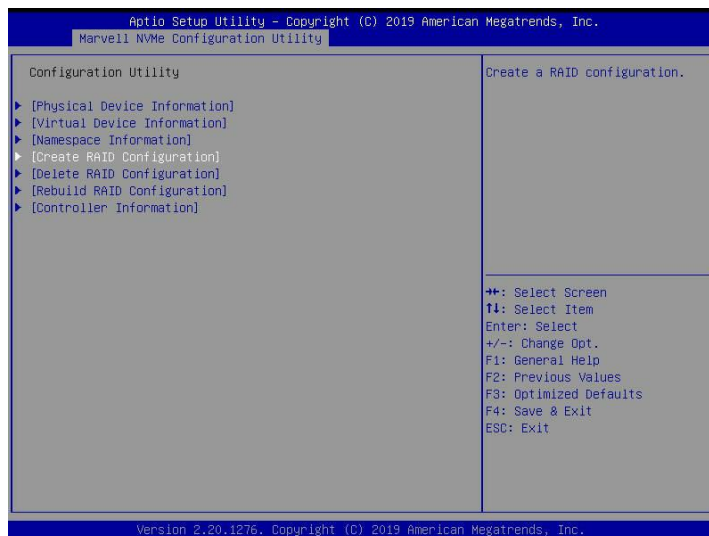 Aptio Setup Utility – Copyright (C) 2019 American Megatrends, Inc.
Marvell NVMe Configuration Utility
Configuration Utility
[Physical Device Information]
[Virtual Device Information]
[Namespace Information]
[Create RAID Configuration]
[Delete RAID Configuration]
[Rebuild RAID Configuration]
[Controller Information]
Create a RAID configuration.
→←: Select Screen
↑↓: Select Item
Enter: Select
+/-: Change Opt.
F1: General Help
F2: Previous Values
F3: Optimized Defaults
F4: Save & Exit
ESC: Exit
Version 2.20.1276. Copyright (C) 2019 American Megatrends, Inc.